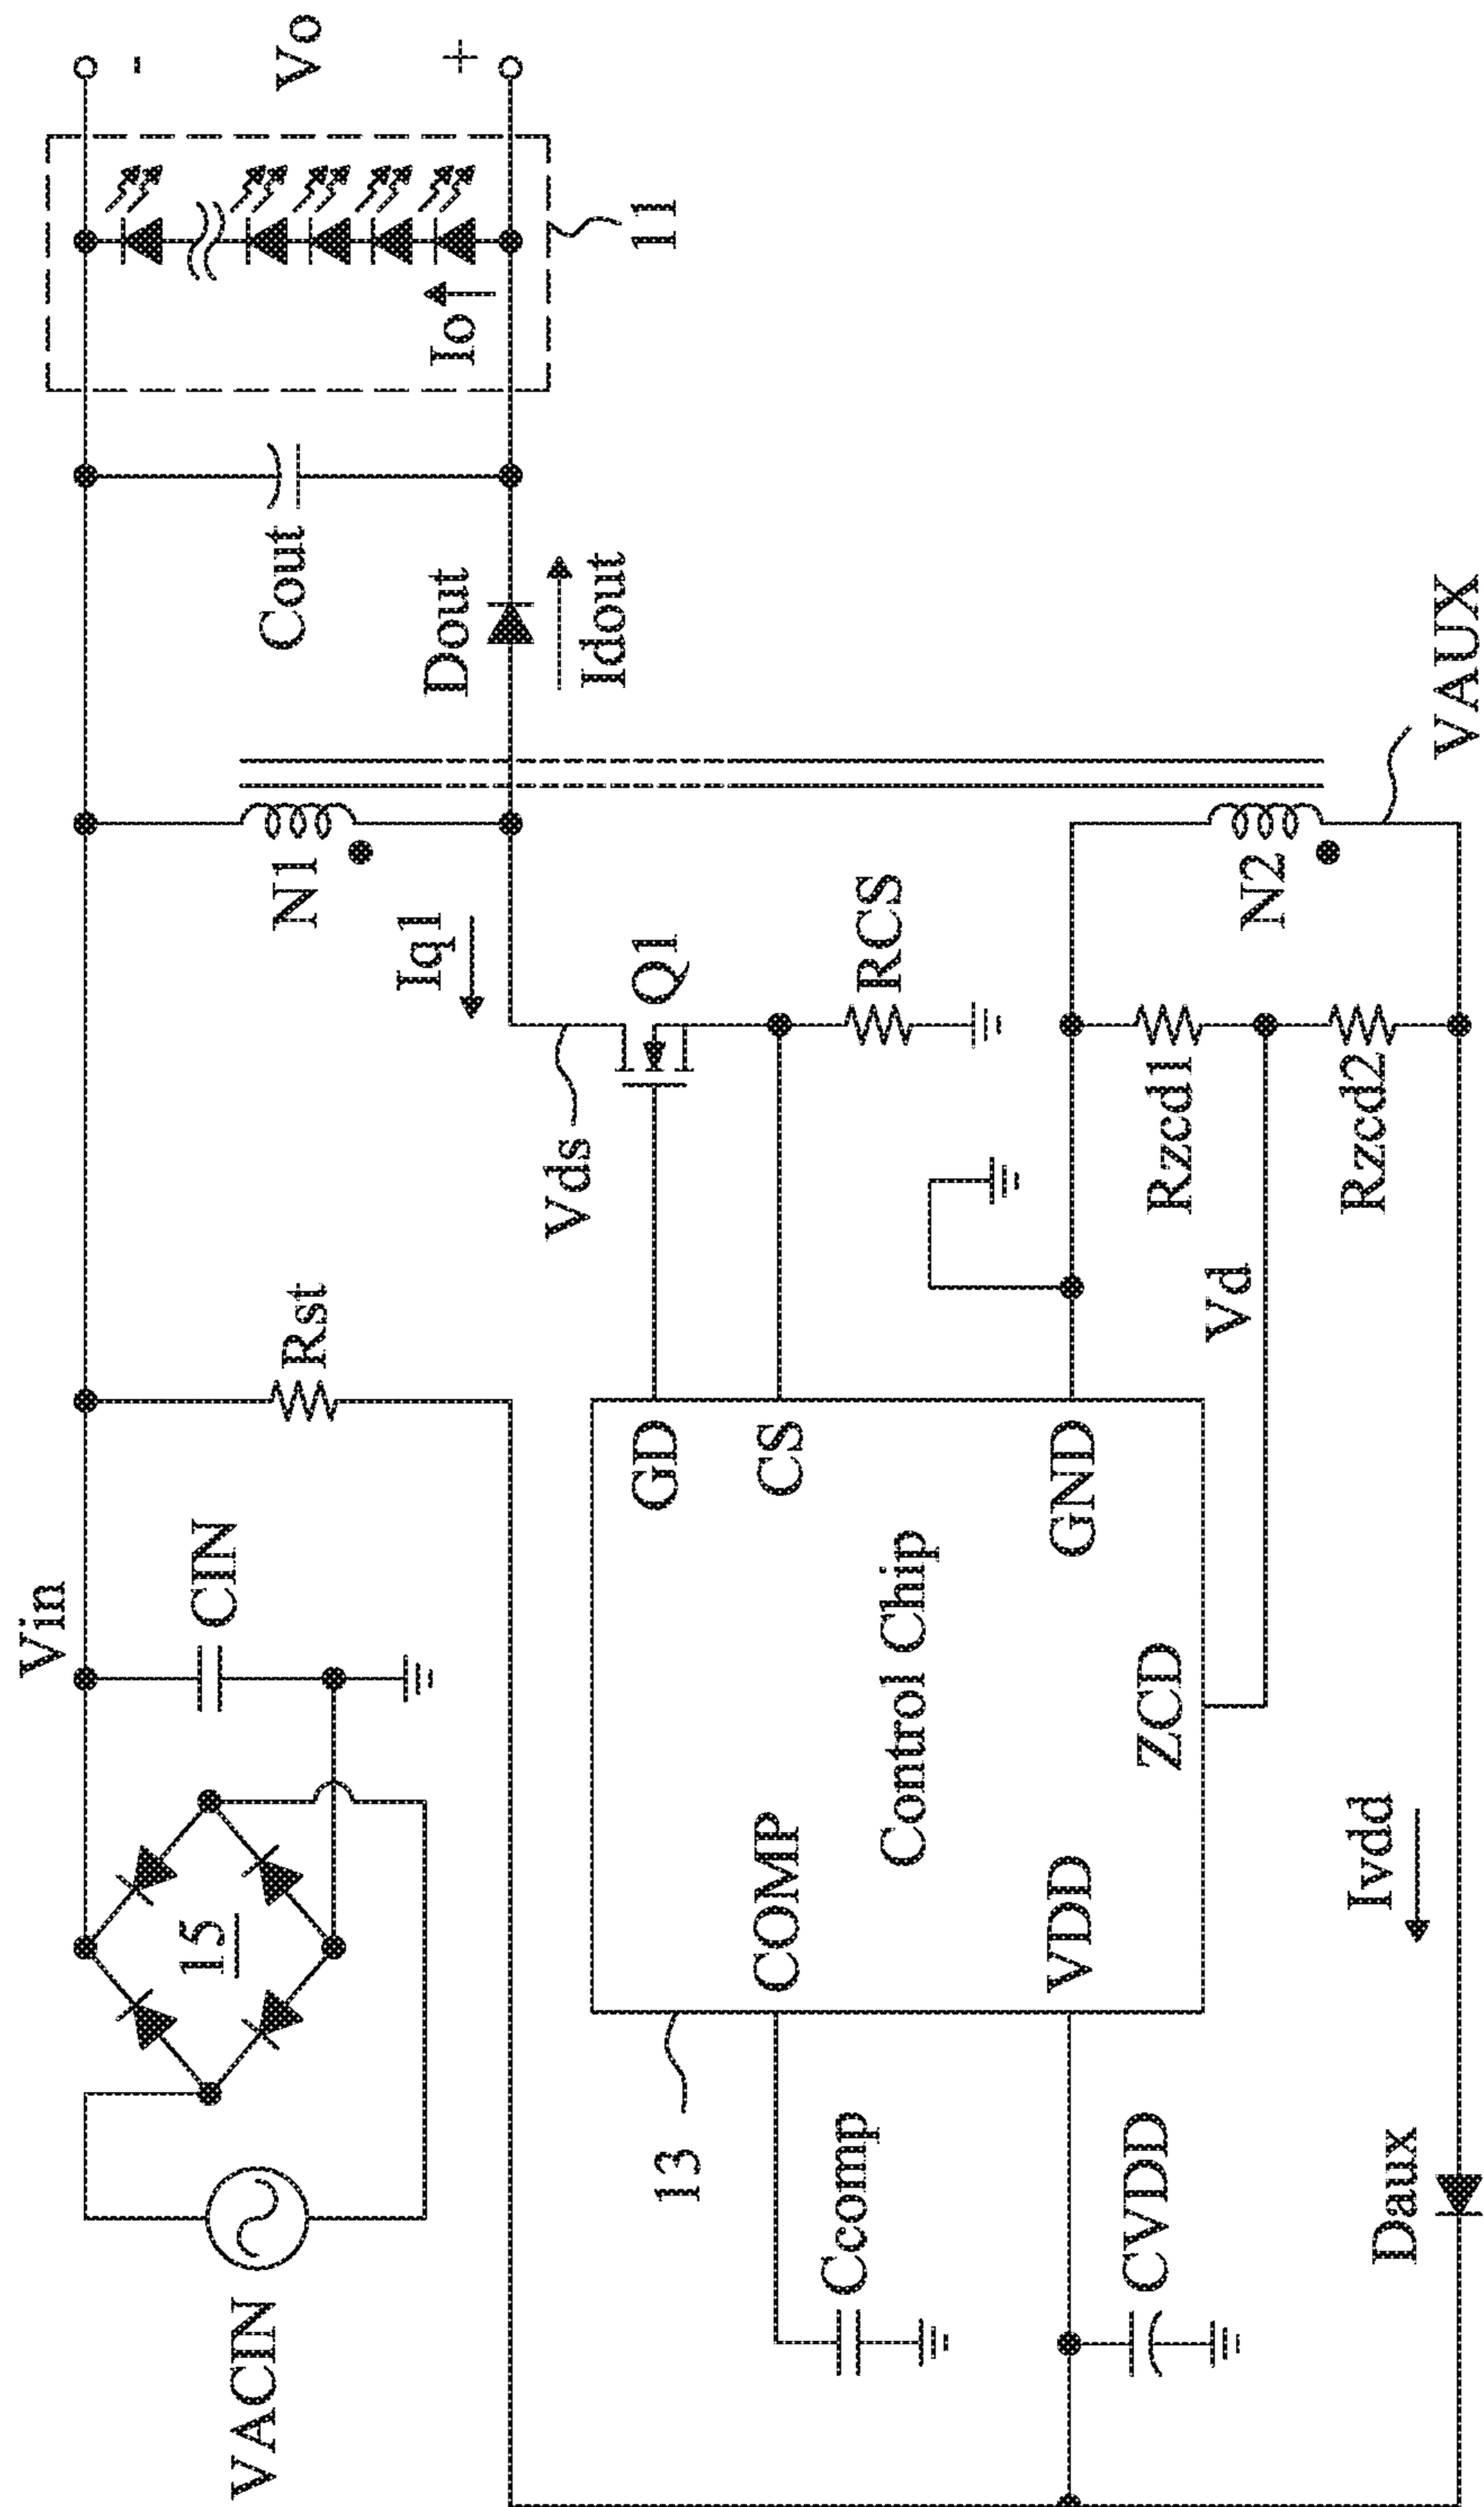 VACIN
15
Vin
CIN
Rst
N1
Cout
Vo
-
+
Io
11
Dout
Idout
Iq1
Vds
Q1
RCS
13
COMP
GD
CS
Control Chip
GND
VDD
ZCD
Ccomp
CVDD
Vd
Rzcd1
Rzcd2
N2
VAUX
Ivdd
Daux